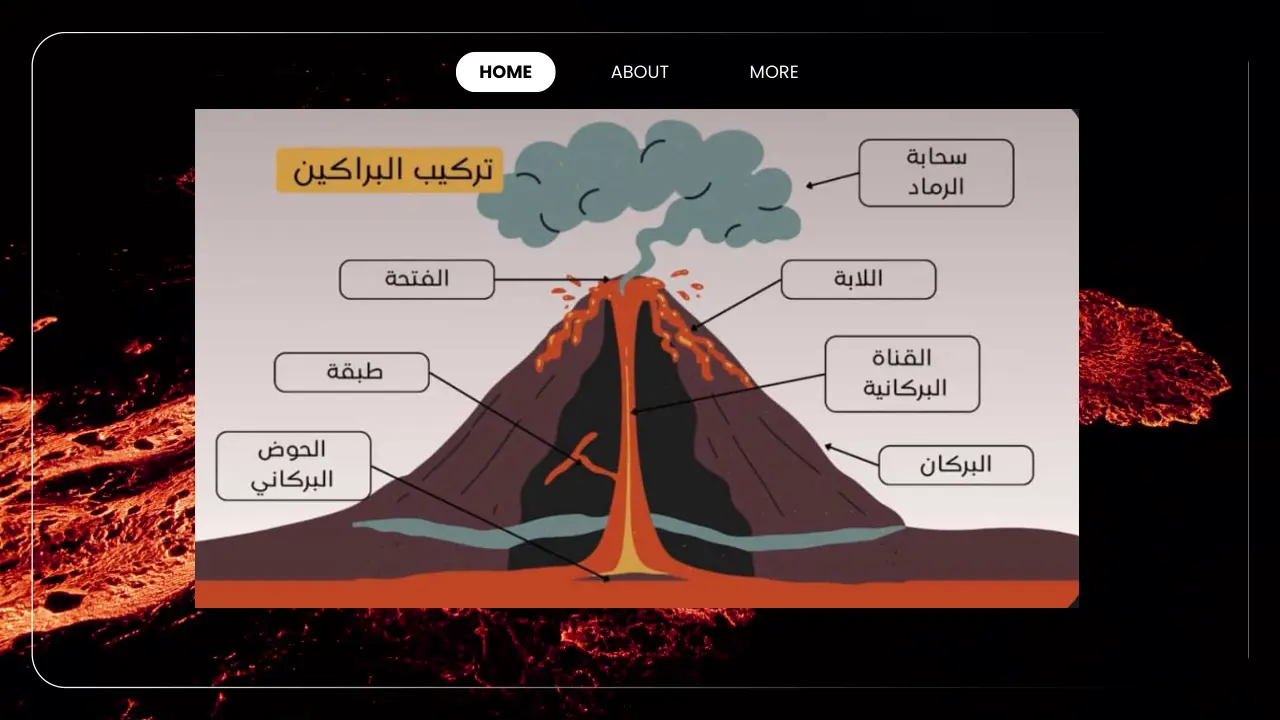 HOME
ABOUT
MORE
تركيب البراكين
سحابة
الرماد
الفتحة
اللابة
طبقة
القناة
البركانية
الحوض
البركاني
البركان